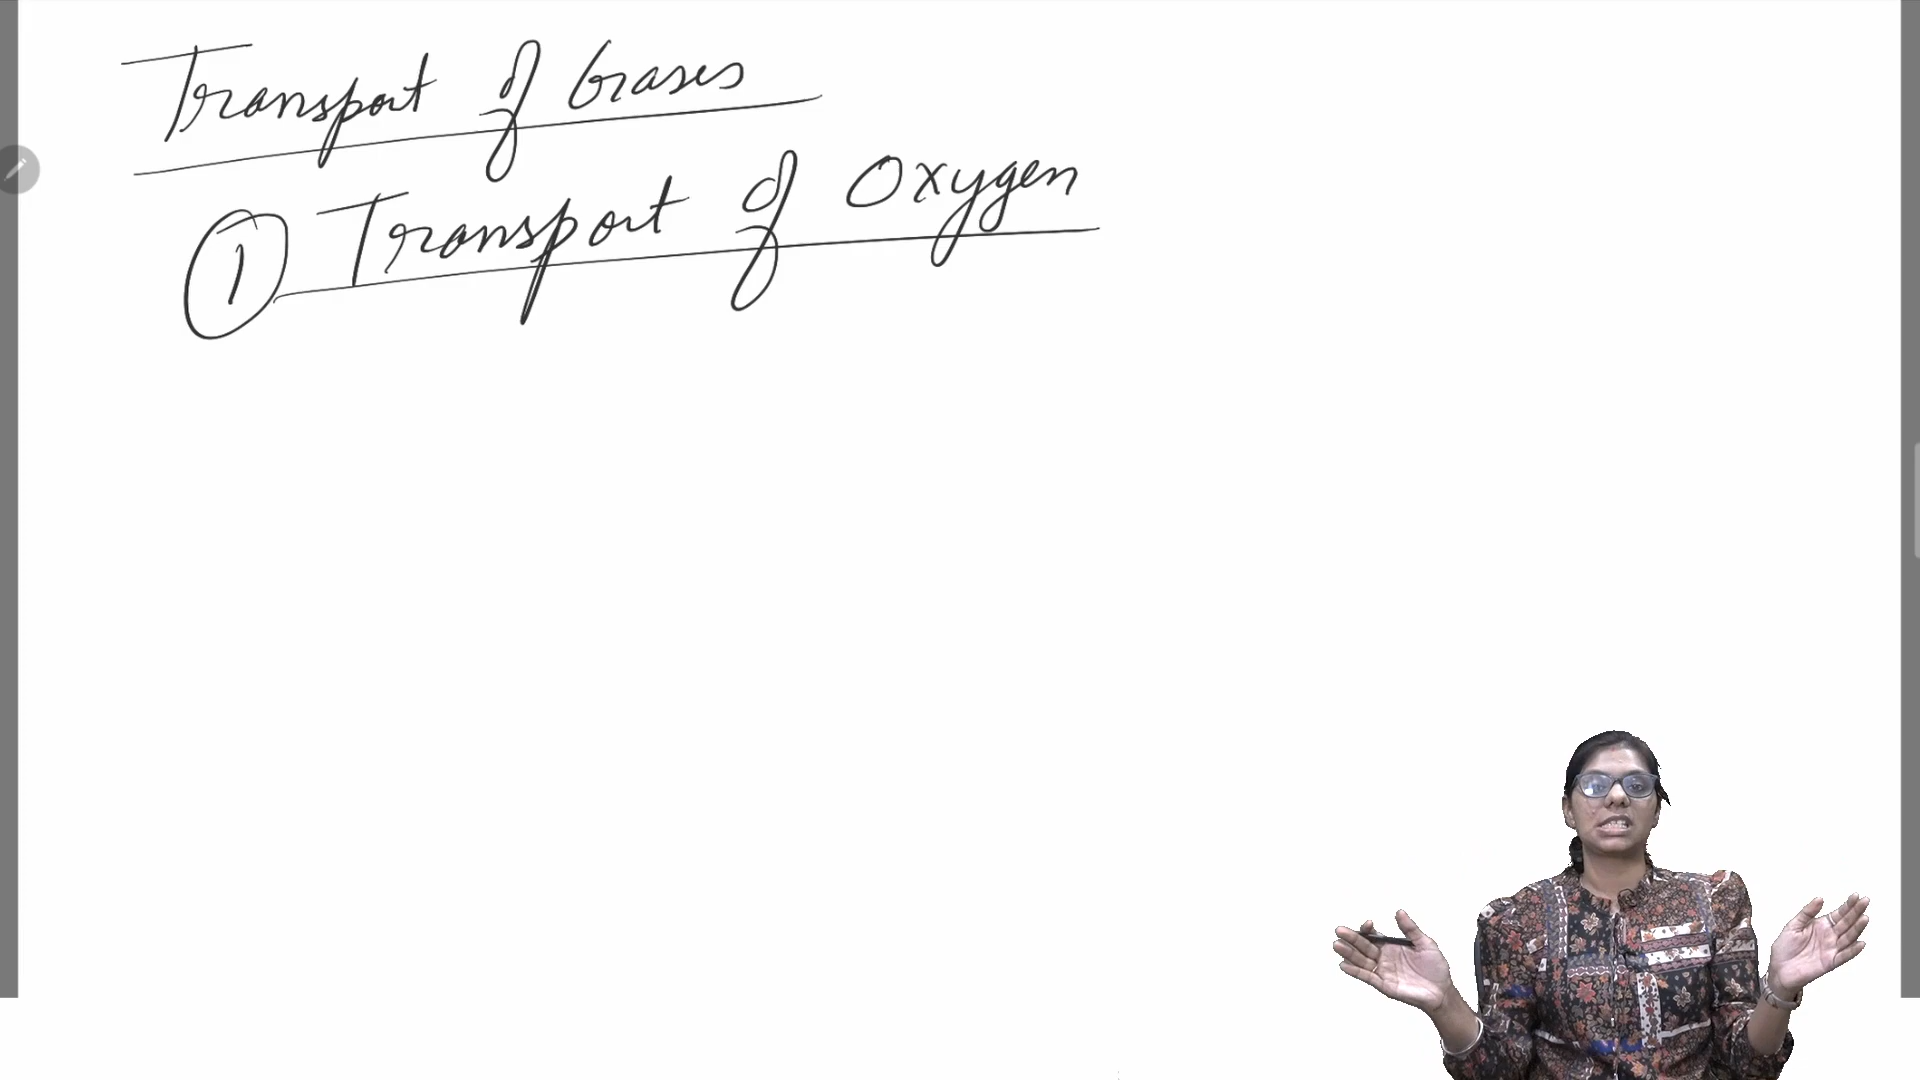 Transport of Gases
① Transport of Oxygen